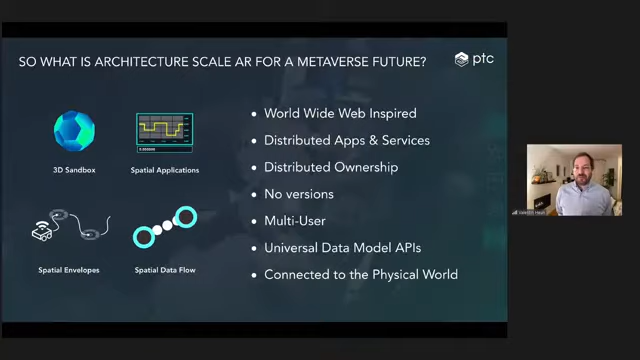 SO WHAT IS ARCHITECTURE SCALE AR FOR A METAVERSE FUTURE?
ptc
3D Sandbox
Spatial Applications
Spatial Envelopes
Spatial Data Flow
• World Wide Web Inspired
• Distributed Apps & Services
• Distributed Ownership
• No versions
• Multi-User
• Universal Data Model APIs
• Connected to the Physical World